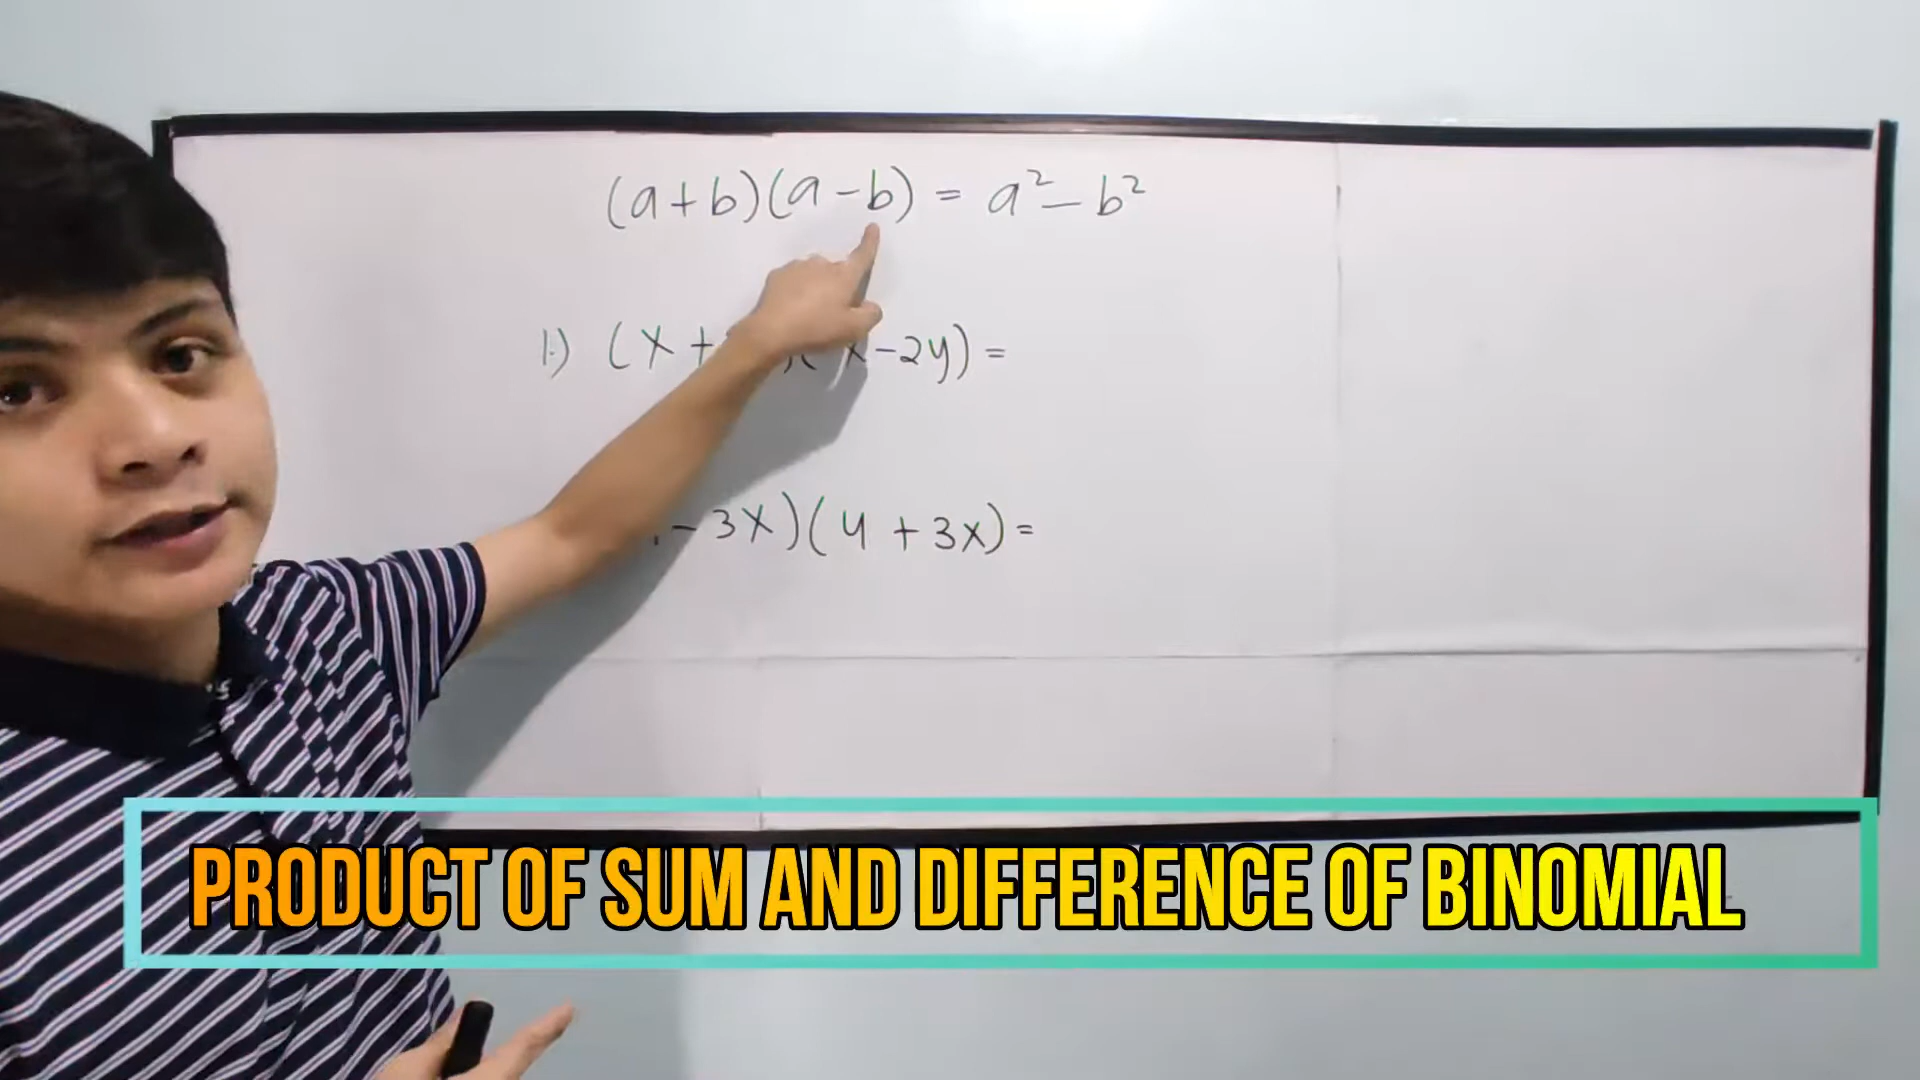 (a+b)(a-b) = a²-b²
1.) (x+ x-2y) =
-3x)(4+3x) =
PRODUCT OF SUM AND DIFFERENCE OF BINOMIAL